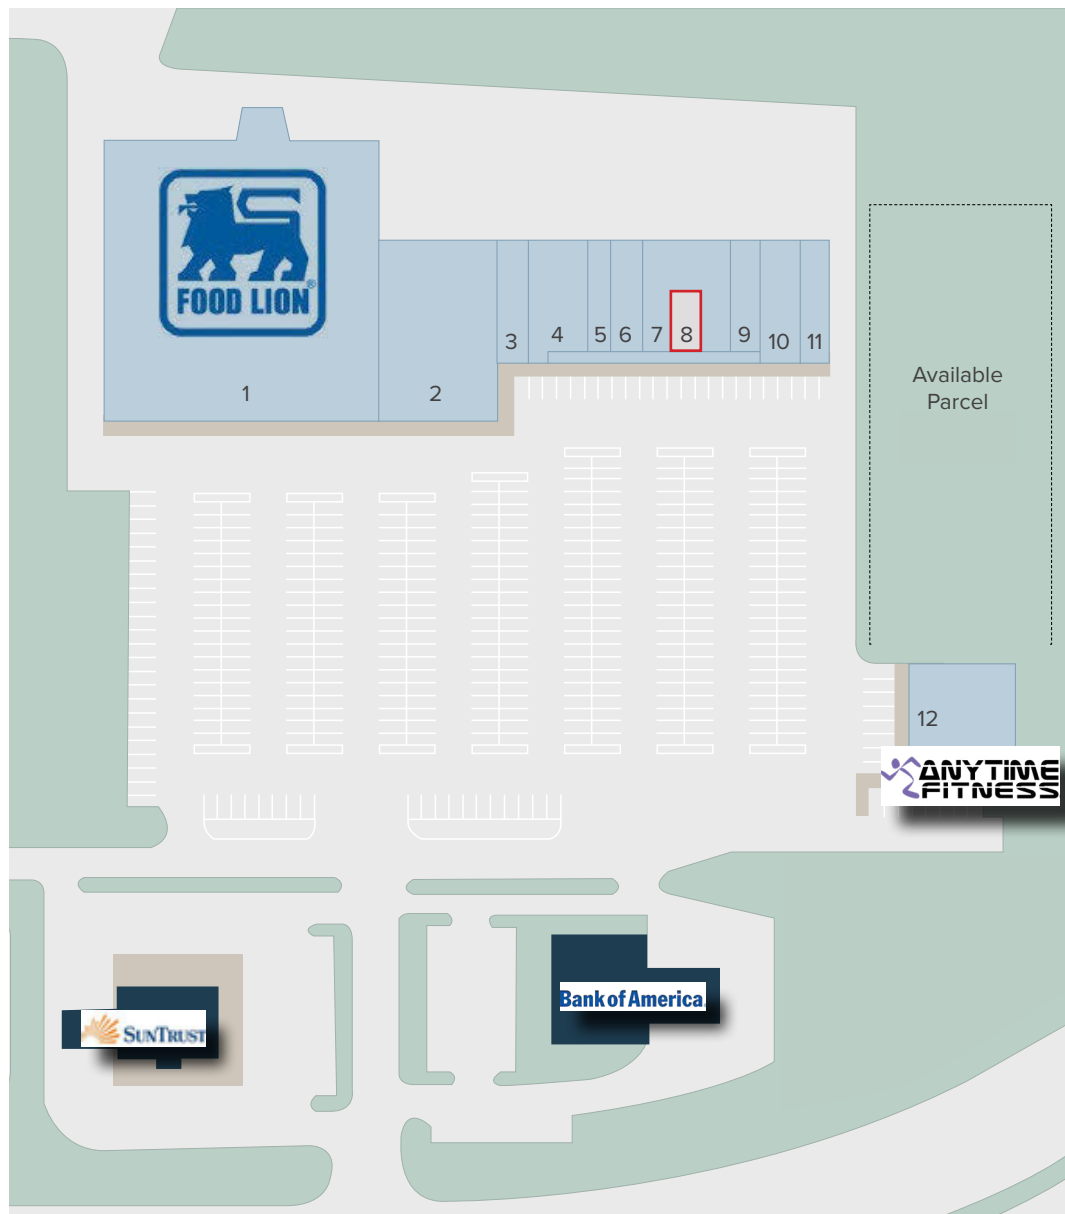 FOOD LION®
1
2
3
4
5
6
7
8
9
10
11
Available
Parcel
12
ANYTIME
FITNESS
SUNTRUST
Bank of America